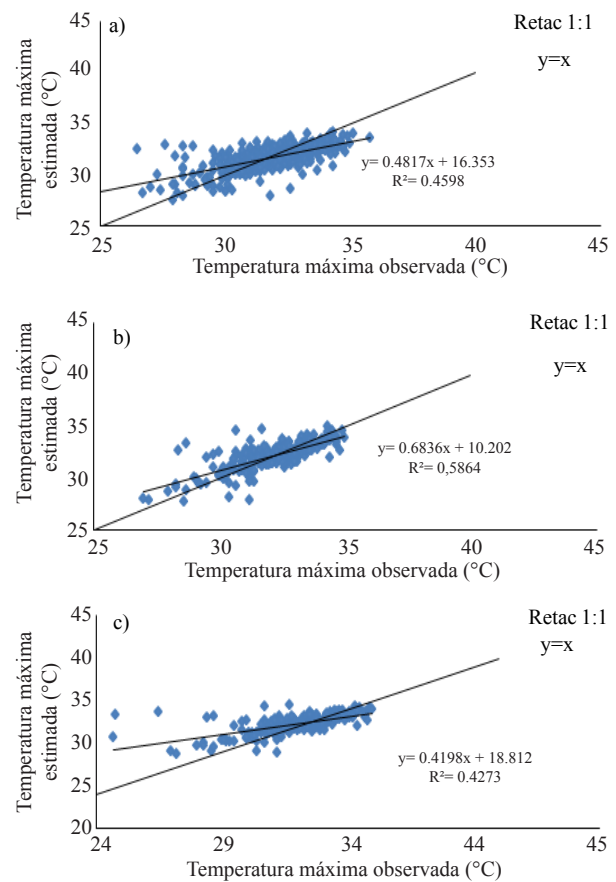 a)
Retac 1:1
y=x
Temperatura máxima
estimada (°C)
45
40
35
30
25
y= 0.4817x + 16.353
R²= 0.4598
25 30 35 40 45
Temperatura máxima observada (°C)
b)
Retac 1:1
y=x
Temperatura máxima
estimada (°C)
45
40
35
30
25
y= 0.6836x + 10.202
R²= 0,5864
25 30 35 40 45
Temperatura máxima observada (°C)
c)
Retac 1:1
y=x
Temperatura máxima
estimada (°C)
45
40
35
30
25
20
y= 0.4198x + 18.812
R²= 0.4273
24 29 34 44 45
Temperatura máxima observada (°C)